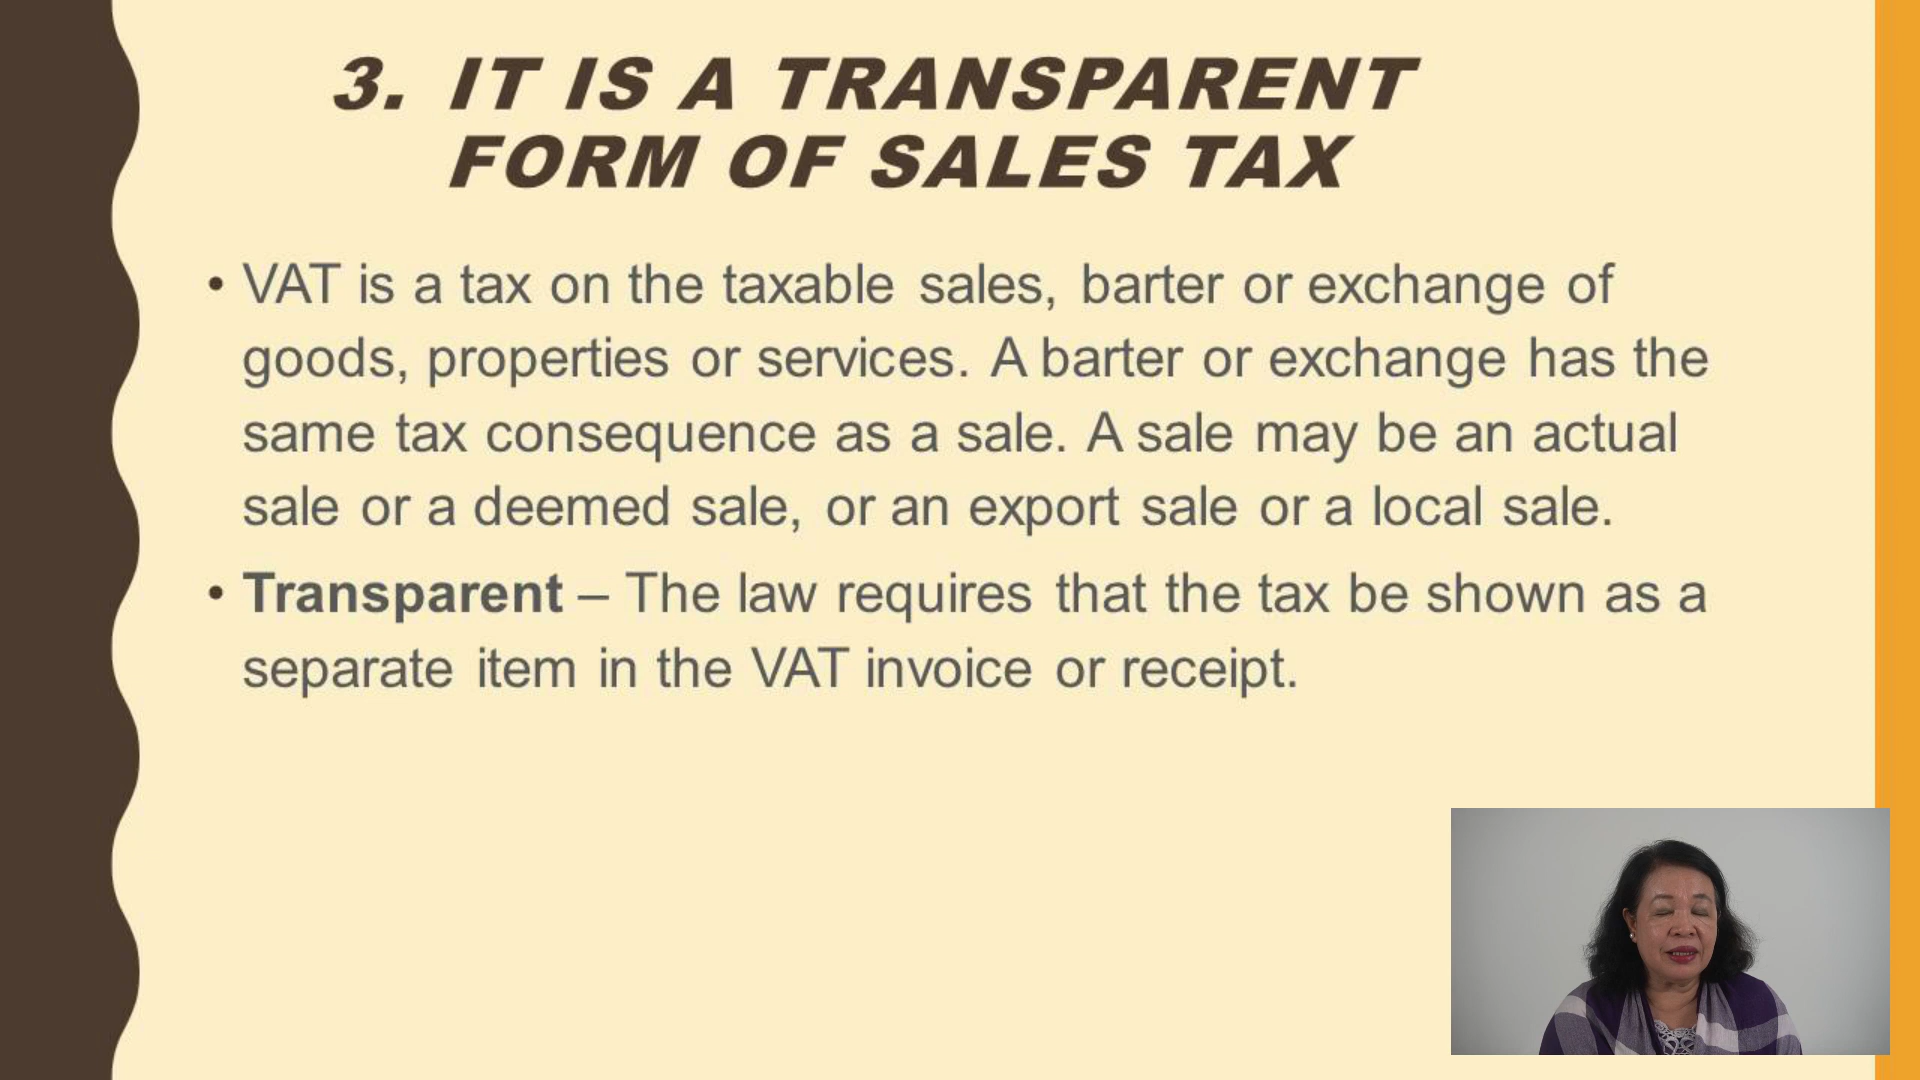 3. IT IS A TRANSPARENT
FORM OF SALES TAX
• VAT is a tax on the taxable sales, barter or exchange of
goods, properties or services. A barter or exchange has the
same tax consequence as a sale. A sale may be an actual
sale or a deemed sale, or an export sale or a local sale.
• Transparent – The law requires that the tax be shown as a
separate item in the VAT invoice or receipt.